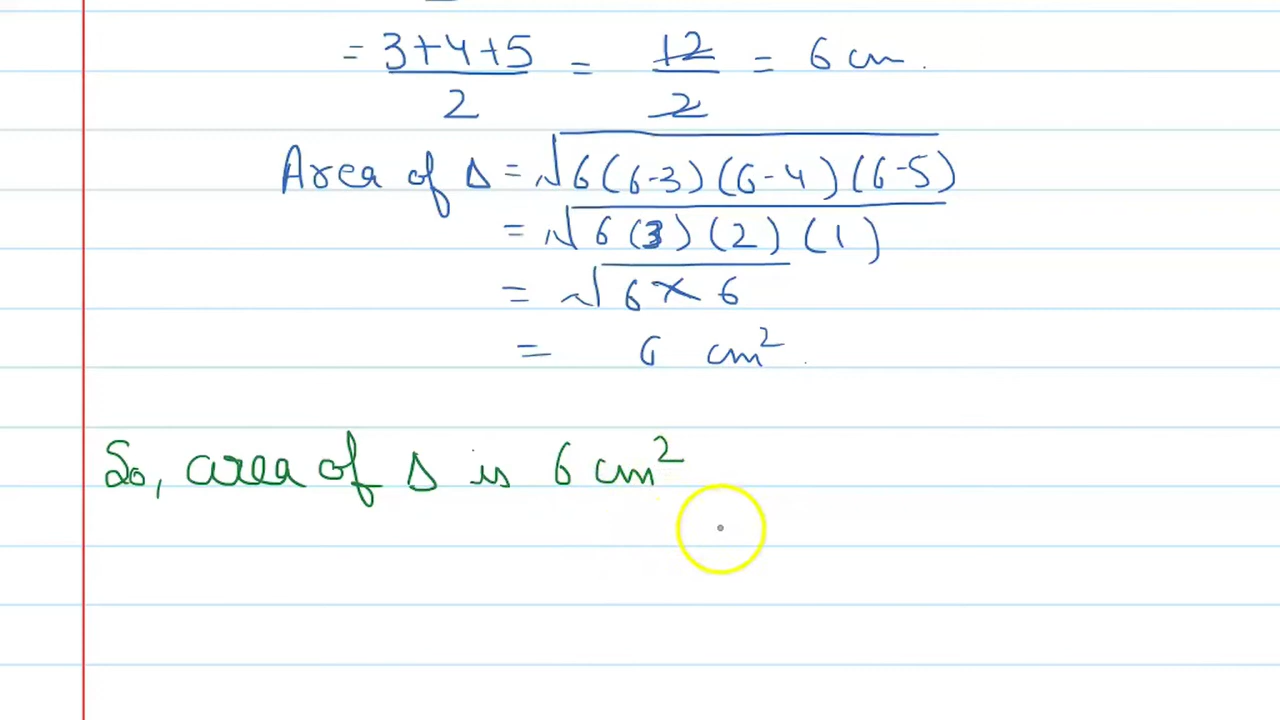 = 3+4+5/2 = 12/2 = 6 cm.
Area of Δ = √6(6-3)(6-4)(6-5)
= √6(3)(2)(1)
= √6×6
= 6 cm².
So, area of Δ is 6 cm²